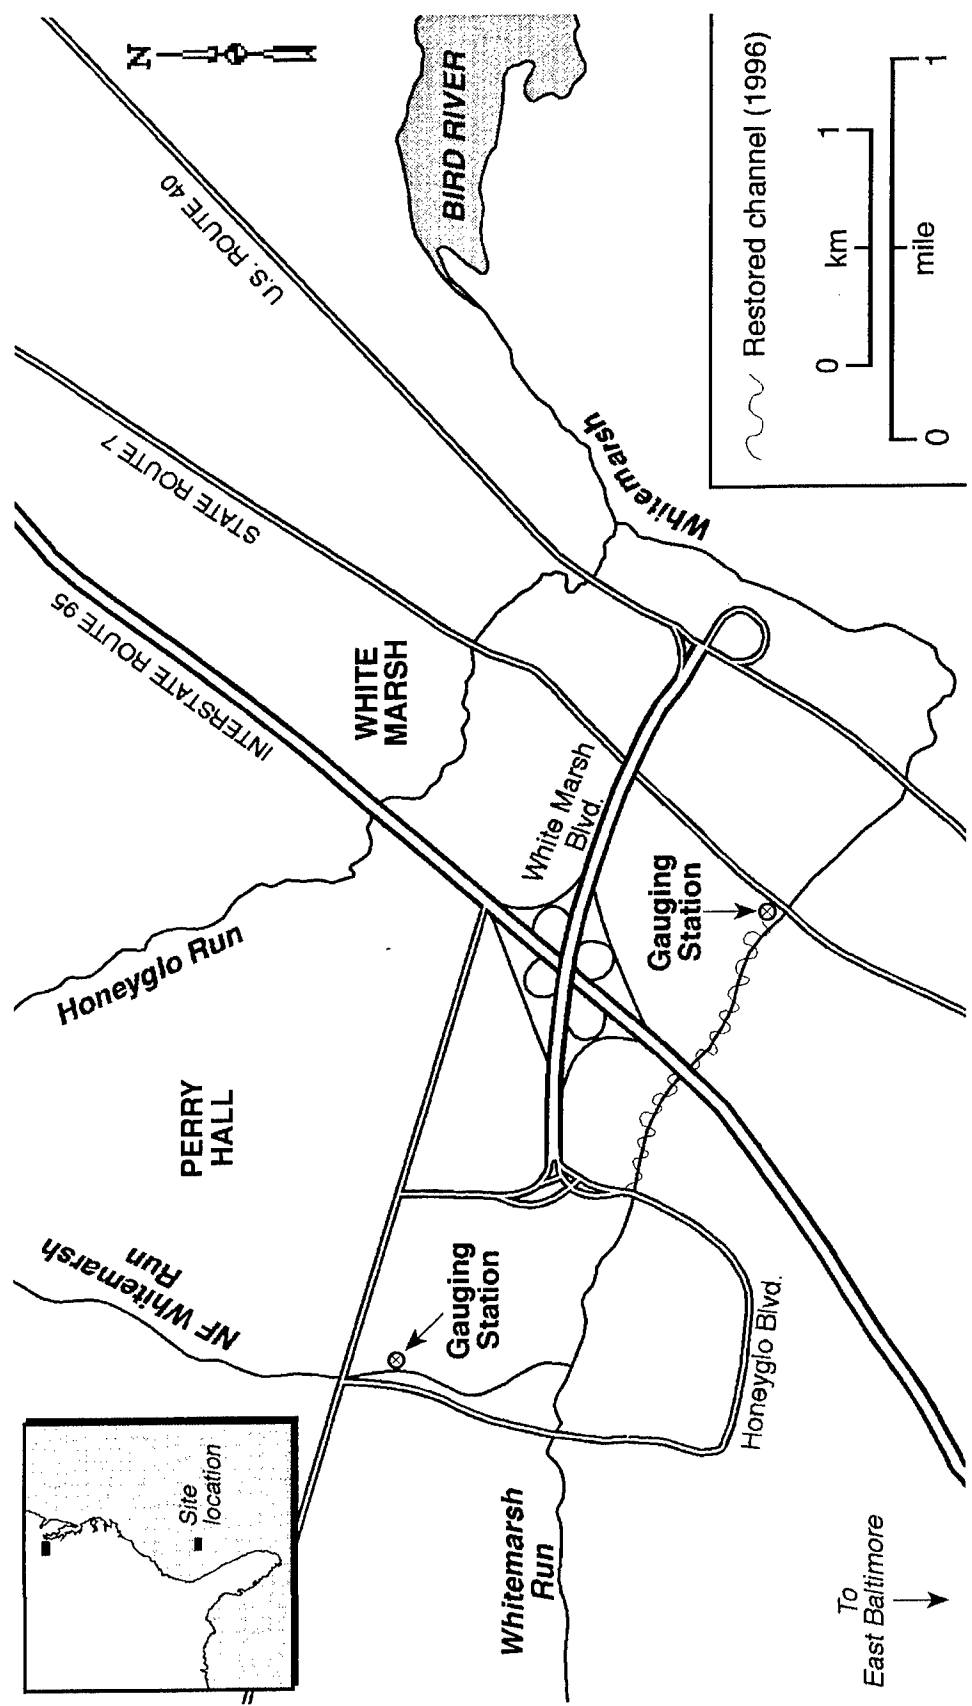 Site
location
NF Whitemarsh
Run
PERRY
HALL
Honeyglo Run
INTERSTATE ROUTE 95
STATE ROUTE 7
U.S. ROUTE 40
N
WHITE
MARSH
BIRD RIVER
Gauging
Station
White Marsh
Blvd.
Whitemarsh
Whitemarsh
Run
Gauging
Station
Honeyglo Blvd.
To
East Baltimore
Restored channel (1996)
0 km 1
0 mile 1